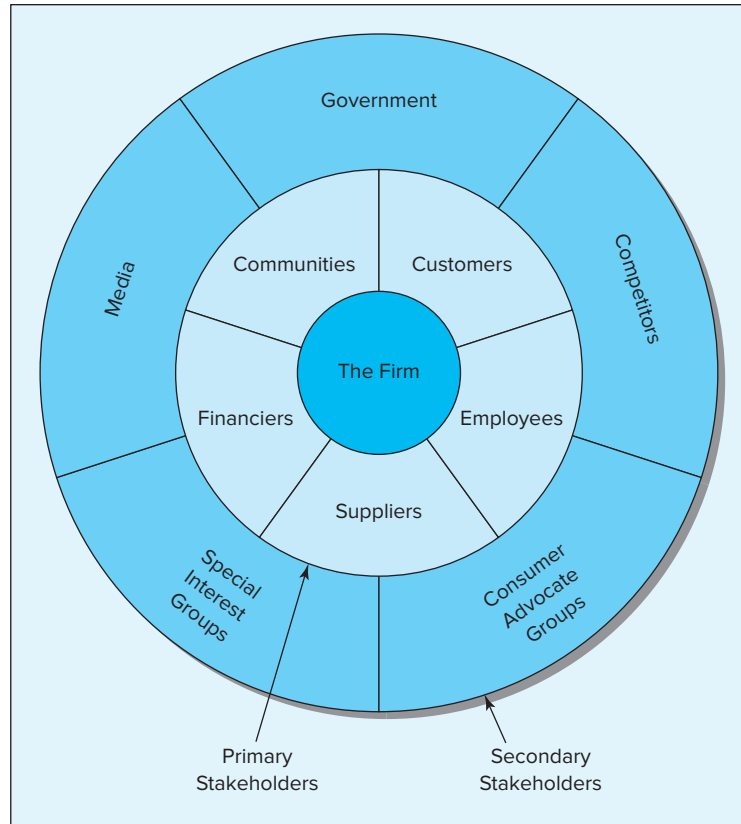 Government
Communities
Customers
Media
Competitors
The Firm
Financiers
Employees
Suppliers
Special
Interest
Groups
Consumer
Advocate
Groups
Primary
Stakeholders
Secondary
Stakeholders